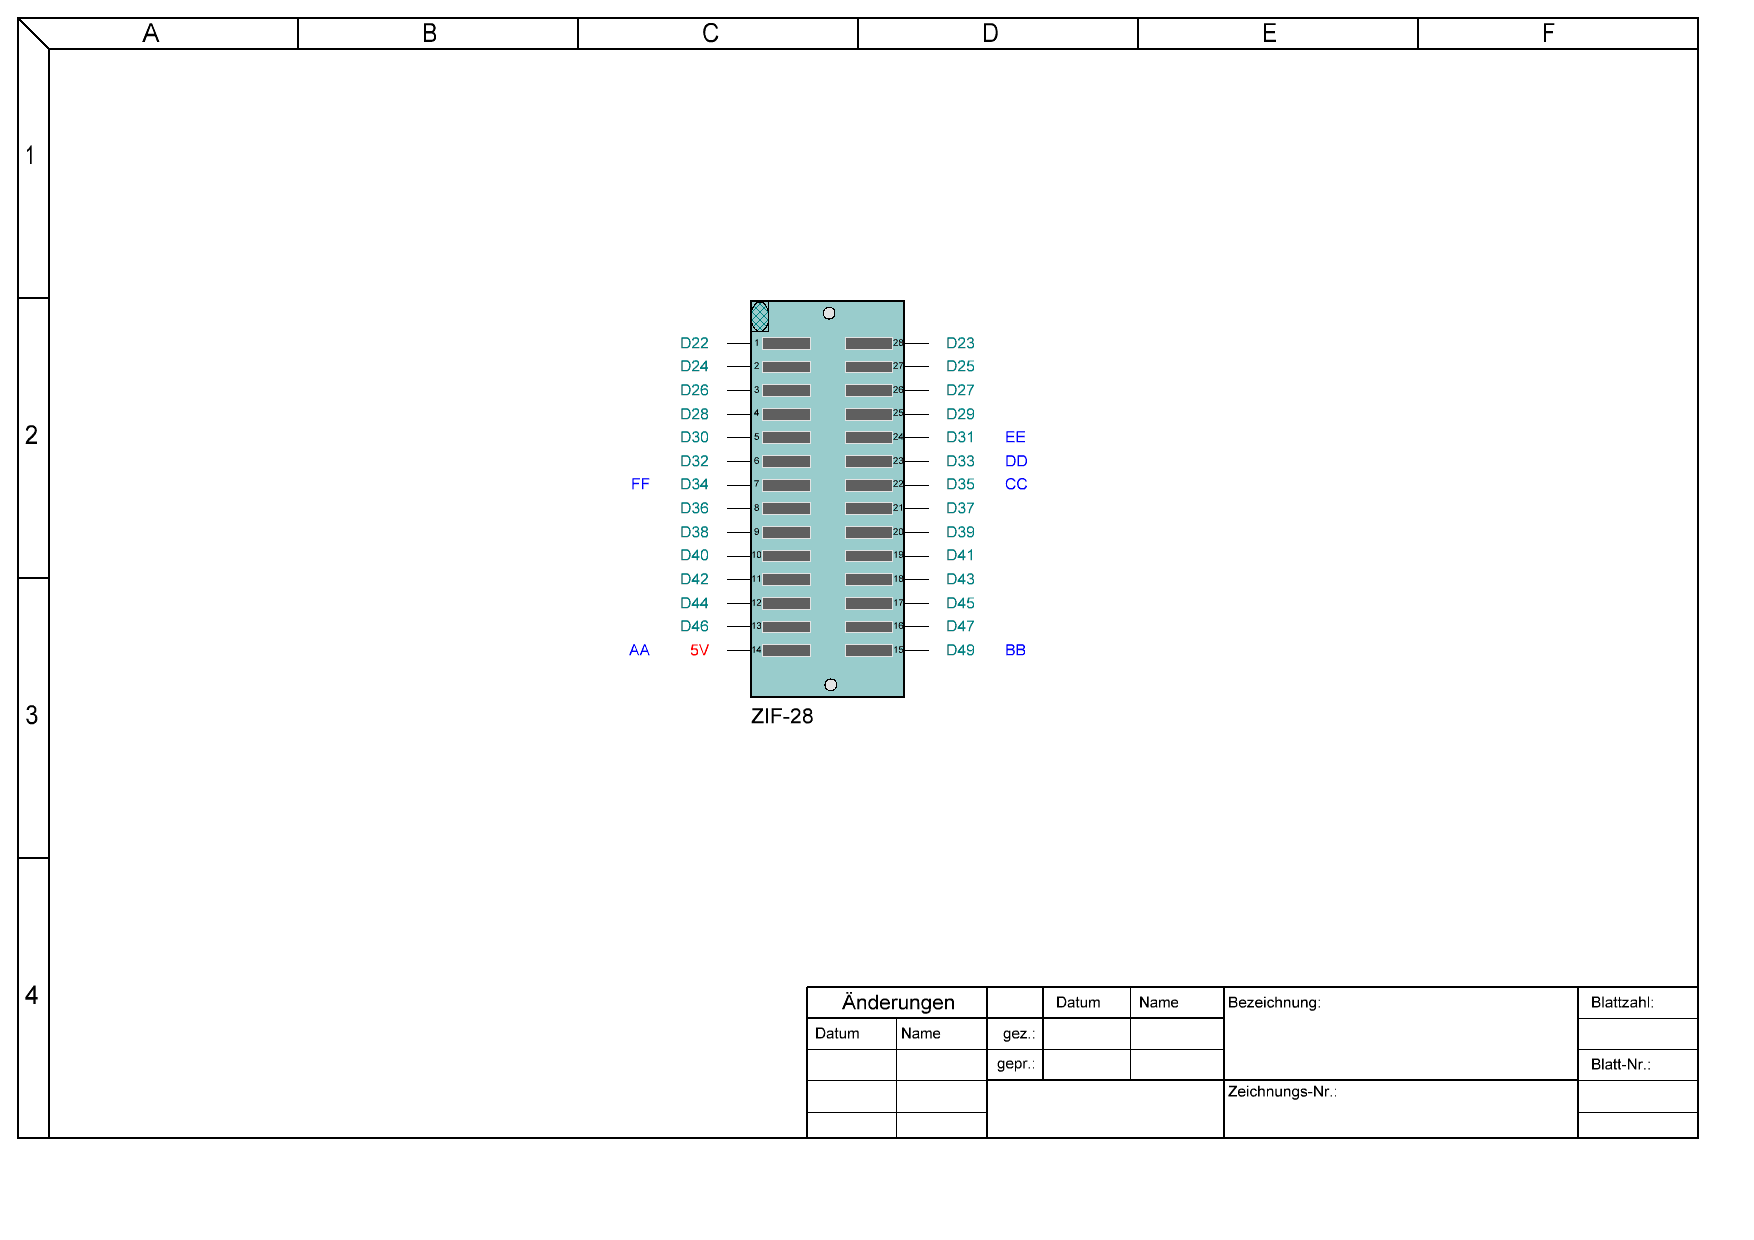 A B C D E F
1
2
3
4
D22 1 28 D23
D24 2 27 D25
D26 3 26 D27
D28 4 25 D29
D30 5 24 D31 EE
D32 6 23 D33 DD
FF D34 7 22 D35 CC
D36 8 21 D37
D38 9 20 D39
D40 10 19 D41
D42 11 18 D43
D44 12 17 D45
D46 13 16 D47
AA 5V 14 15 D49 BB
ZIF-28
Änderungen Datum Name Bezeichnung: Blattzahl:
Datum Name gez.:
gepr.: Blatt-Nr.:
Zeichnungs-Nr.: